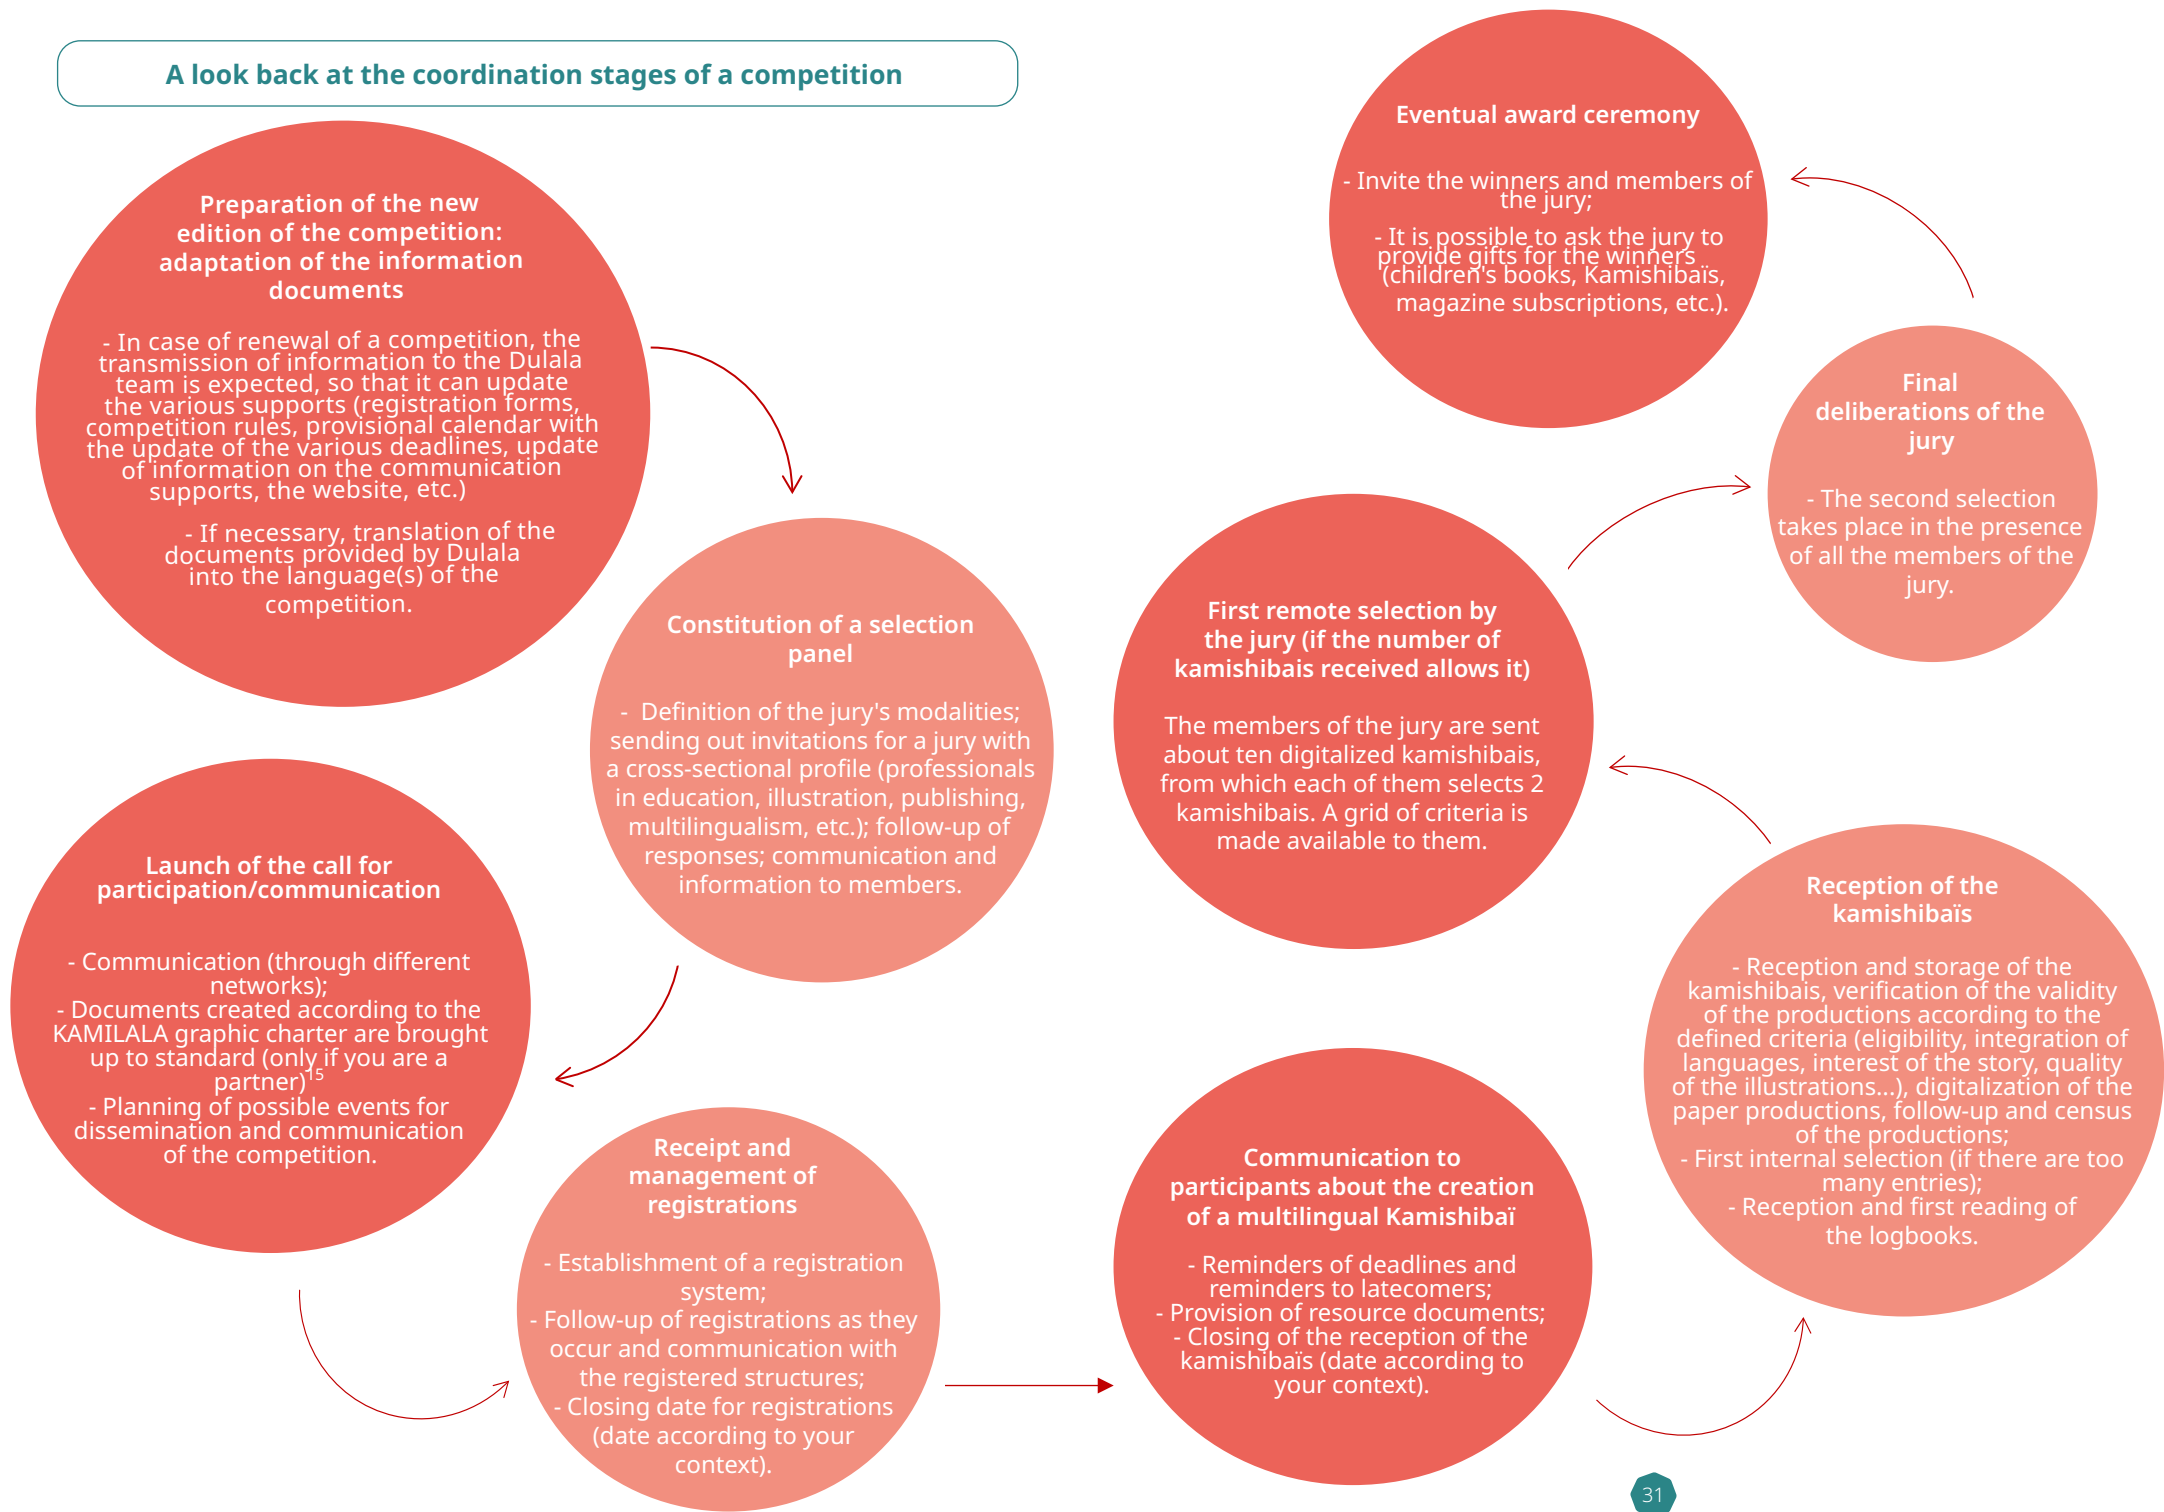 A look back at the coordination stages of a competition
Preparation of the new
edition of the competition:
adaptation of the information
documents
- In case of renewal of a competition, the
transmission of information to the Dulala
team is expected, so that it can update
the various supports (registration forms,
competition rules, provisional calendar with
the update of the various deadlines, update
of information on the communication
supports, the website, etc.)
- If necessary, translation of the
documents provided by Dulala
into the language(s) of the
competition.
Constitution of a selection
panel
- Definition of the jury's modalities;
sending out invitations for a jury with
a cross-sectional profile (professionals
in education, illustration, publishing,
multilingualism, etc.); follow-up of
responses; communication and
information to members.
Launch of the call for
participation/communication
- Communication (through different
networks);
- Documents created according to the
KAMILALA graphic charter are brought
up to standard (only if you are a
partner)15
- Planning of possible events for
dissemination and communication
of the competition.
Receipt and
management of
registrations
- Establishment of a registration
system;
- Follow-up of registrations as they
occur and communication with
the registered structures;
- Closing date for registrations
(date according to your
context).
Communication to
participants about the creation
of a multilingual Kamishibaï
- Reminders of deadlines and
reminders to latecomers;
- Provision of resource documents;
- Closing of the reception of the
kamishibaïs (date according to
your context).
Reception of the
kamishibaïs
- Reception and storage of the
kamishibais, verification of the validity
of the productions according to the
defined criteria (eligibility, integration of
languages, interest of the story, quality
of the illustrations...), digitalization of the
paper productions, follow-up and census
of the productions;
- First internal selection (if there are too
many entries);
- Reception and first reading of
the logbooks.
First remote selection by
the jury (if the number of
kamishibais received allows it)
The members of the jury are sent
about ten digitalized kamishibais,
from which each of them selects 2
kamishibais. A grid of criteria is
made available to them.
Final
deliberations of the
jury
- The second selection
takes place in the presence
of all the members of the
jury.
Eventual award ceremony
- Invite the winners and members of
the jury;
- It is possible to ask the jury to
provide gifts for the winners
(children's books, Kamishibaïs,
magazine subscriptions, etc.).
31